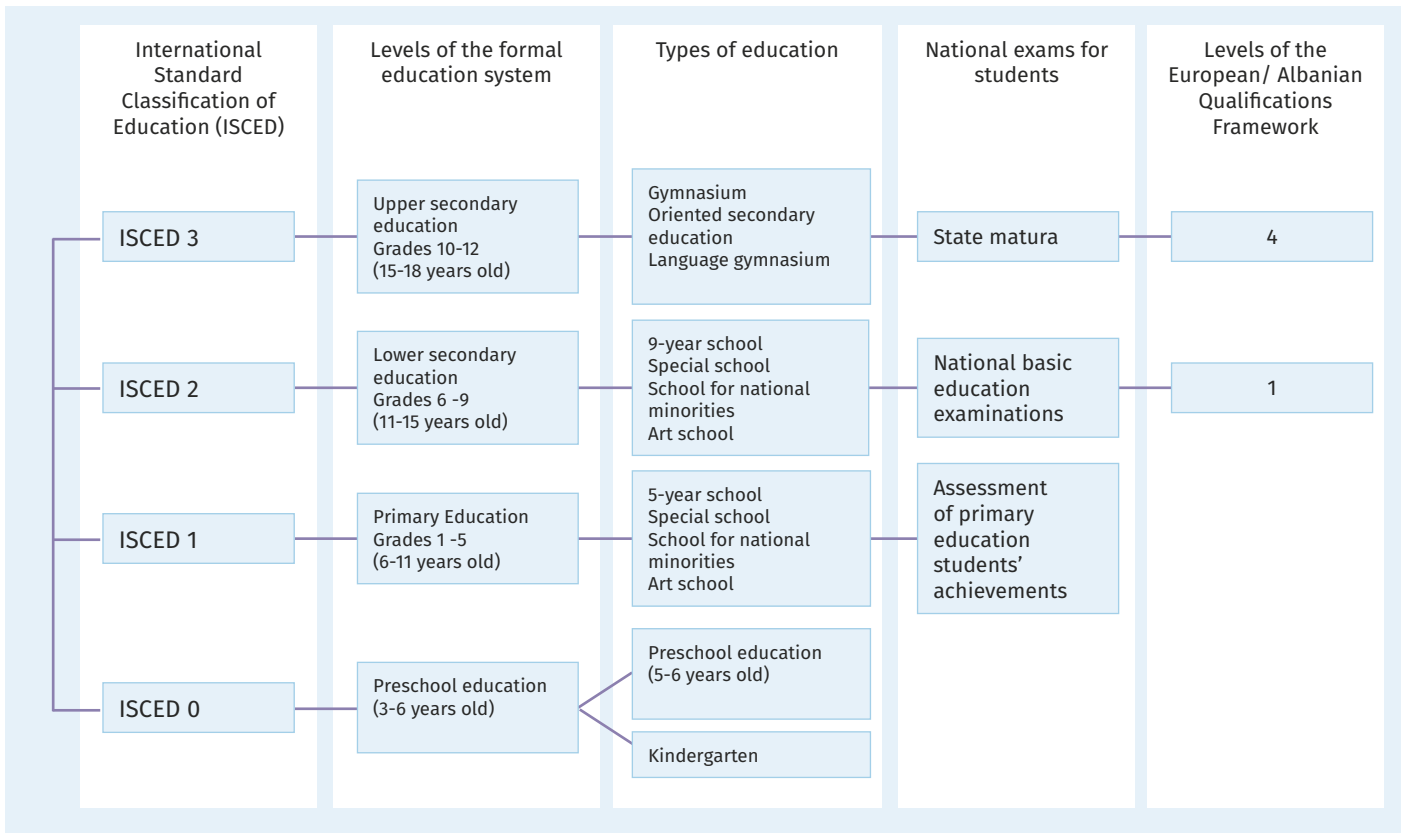 International
Standard
Classification of
Education (ISCED)
Levels of the formal
education system
Types of education
National exams for
students
Levels of the
European/ Albanian
Qualifications
Framework
ISCED 3
Upper secondary
education
Grades 10-12
(15-18 years old)
Gymnasium
Oriented secondary
education
Language gymnasium
State matura
4
ISCED 2
Lower secondary
education
Grades 6 -9
(11-15 years old)
9-year school
Special school
School for national
minorities
Art school
National basic
education
examinations
1
ISCED 1
Primary Education
Grades 1 -5
(6-11 years old)
5-year school
Special school
School for national
minorities
Art school
Assessment
of primary
education
students’
achievements
ISCED 0
Preschool education
(3-6 years old)
Preschool education
(5-6 years old)
Kindergarten